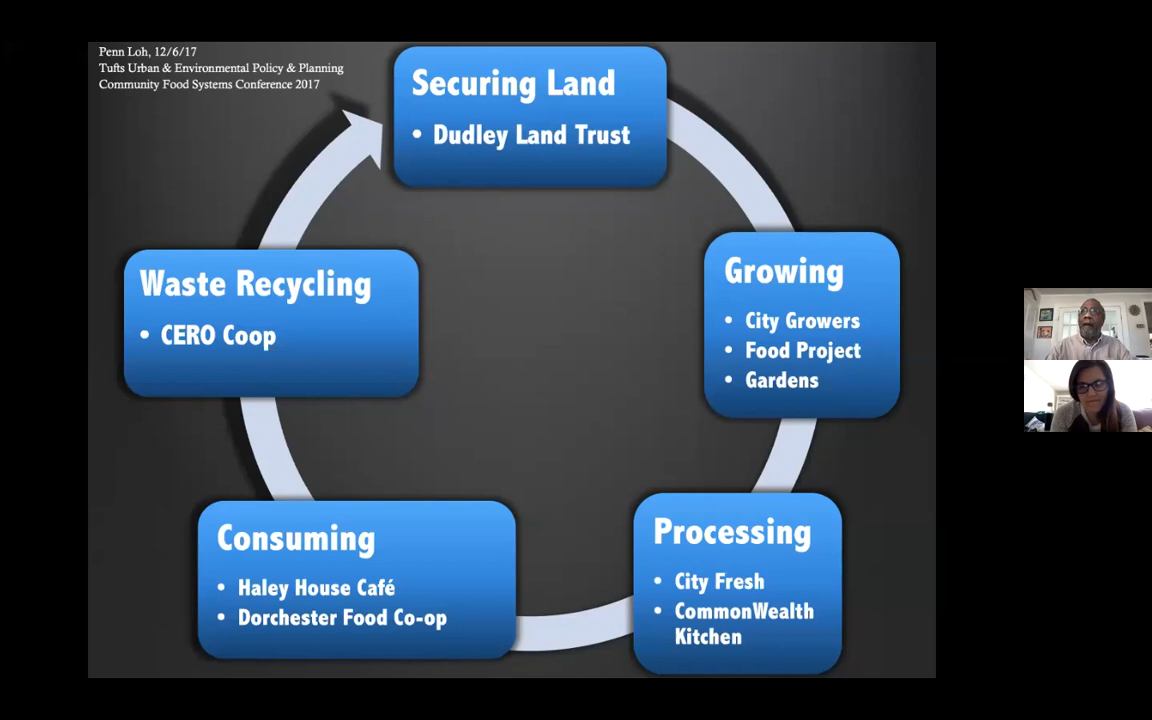 Penn Loh, 12/6/17
Tufts Urban & Environmental Policy & Planning
Community Food Systems Conference 2017
Securing Land
• Dudley Land Trust
Growing
• City Growers
• Food Project
• Gardens
Processing
• City Fresh
• CommonWealth
Kitchen
Consuming
• Haley House Café
• Dorchester Food Co-op
Waste Recycling
• CERO Coop